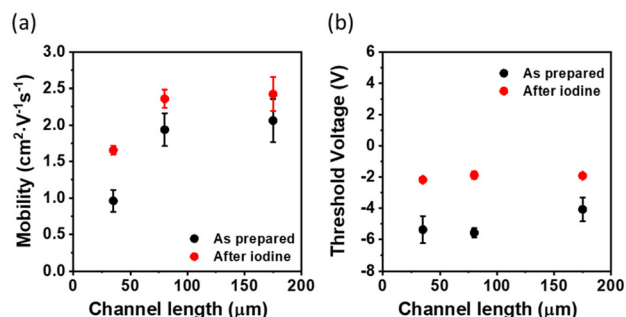 (a)
(b)
Mobility (cm²·V⁻¹s⁻¹)
3.0
2.5
2.0
1.5
1.0
0.5
0.0
As prepared
After iodine
0 50 100 150 200
Channel length (μm)
Threshold Voltage (V)
6
4
2
0
-2
-4
-6
-8
As prepared
After iodine
0 50 100 150 200
Channel length (μm)